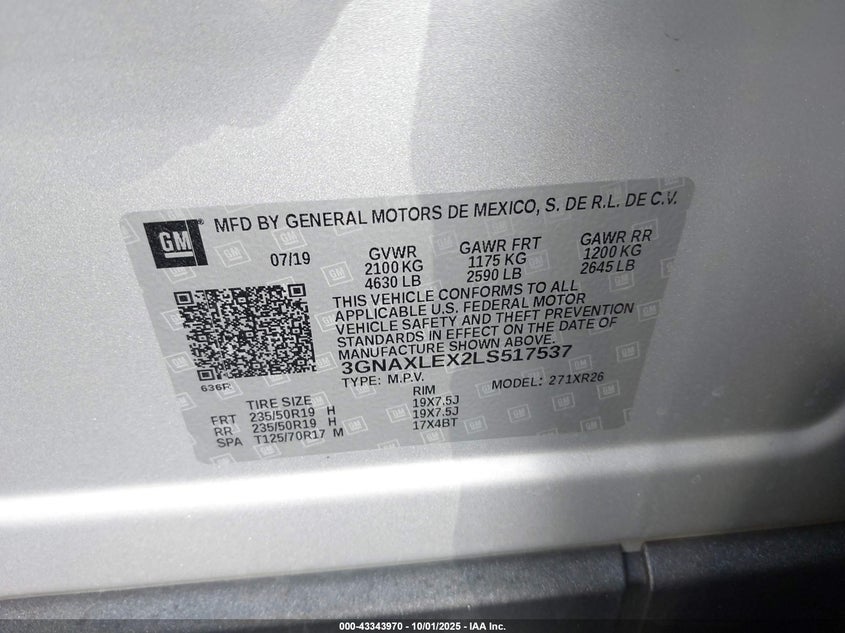 GM
MFD BY GENERAL MOTORS DE MEXICO, S. DE R.L. DE C.V.
07/19 GVWR GAWR FRT GAWR RR
2100 KG 1175 KG 1200 KG
4630 LB 2590 LB 2645 LB
THIS VEHICLE CONFORMS TO ALL
APPLICABLE U.S. FEDERAL MOTOR
VEHICLE SAFETY AND THEFT PREVENTION
STANDARDS IN EFFECT ON THE DATE OF
MANUFACTURE SHOWN ABOVE.
3GNAXLEX2LS517537
636R TYPE: M.P.V. MODEL: 271XR26
TIRE SIZE RIM
FRT 235/50R19 H 19X7.5J
RR 235/50R19 H 19X7.5J
SPA T125/70R17 M 17X4BT
000-43343970 - 10/01/2025 - IAA Inc.